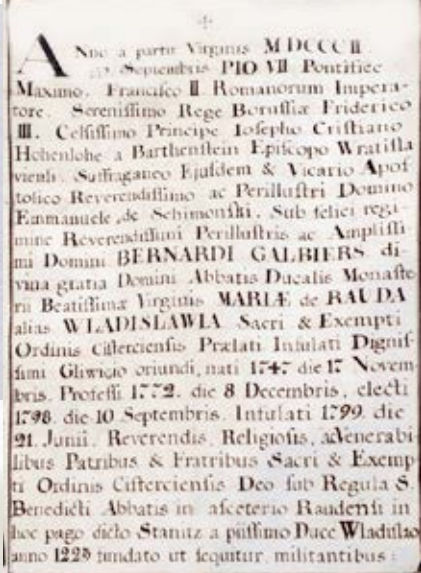 ANno a partu Virginis MDCCCII
Septembris PIO VII Pontifice
Maximo. Francisco II Romanorum Impera-
tore. Serenissimo Rege Borussiæ Friderico
III. Celsissimo Principe Iosepho Cristiano
Hohenlohe a Barthenstein Episcopo Wratisla
viensi. Suffraganeo Ejusdem & Vicario Apos
tolico Reverendissimo ac Perillustri Domino
Emmanuele de Schimonski. Sub felici regi
mine Reverendissimi Perillustris ac Amplissi
mi Domini BERNARDI GALBIERS di-
vina gratia Domini Abbatis Ducalis Monaste
rii Beatissimæ Virginis MARIÆ de RAUDA
alias WLADISLAWIA Sacri & Exempti
Ordinis Cisterciensis Prælati Infulati Dignis-
simi Gliwicio oriundi, nati 1747 die 17 Novem
bris. Professi 1772. die 8 Decembris, electi
1798. die 10 Septembris. Infulati 1799. die
21. Junii. Reverendis, Religiosis, ac Venerabi
libus Patribus & Fratribus Sacri & Exemp-
ti Ordinis Cisterciensis Deo sub Regula S.
Benedicti Abbatis in asceterio Raudensi in
hoc pago dicto Stanitz a piissimo Duce Wladislao
anno 1225 fundato ut sequitur militantibus: